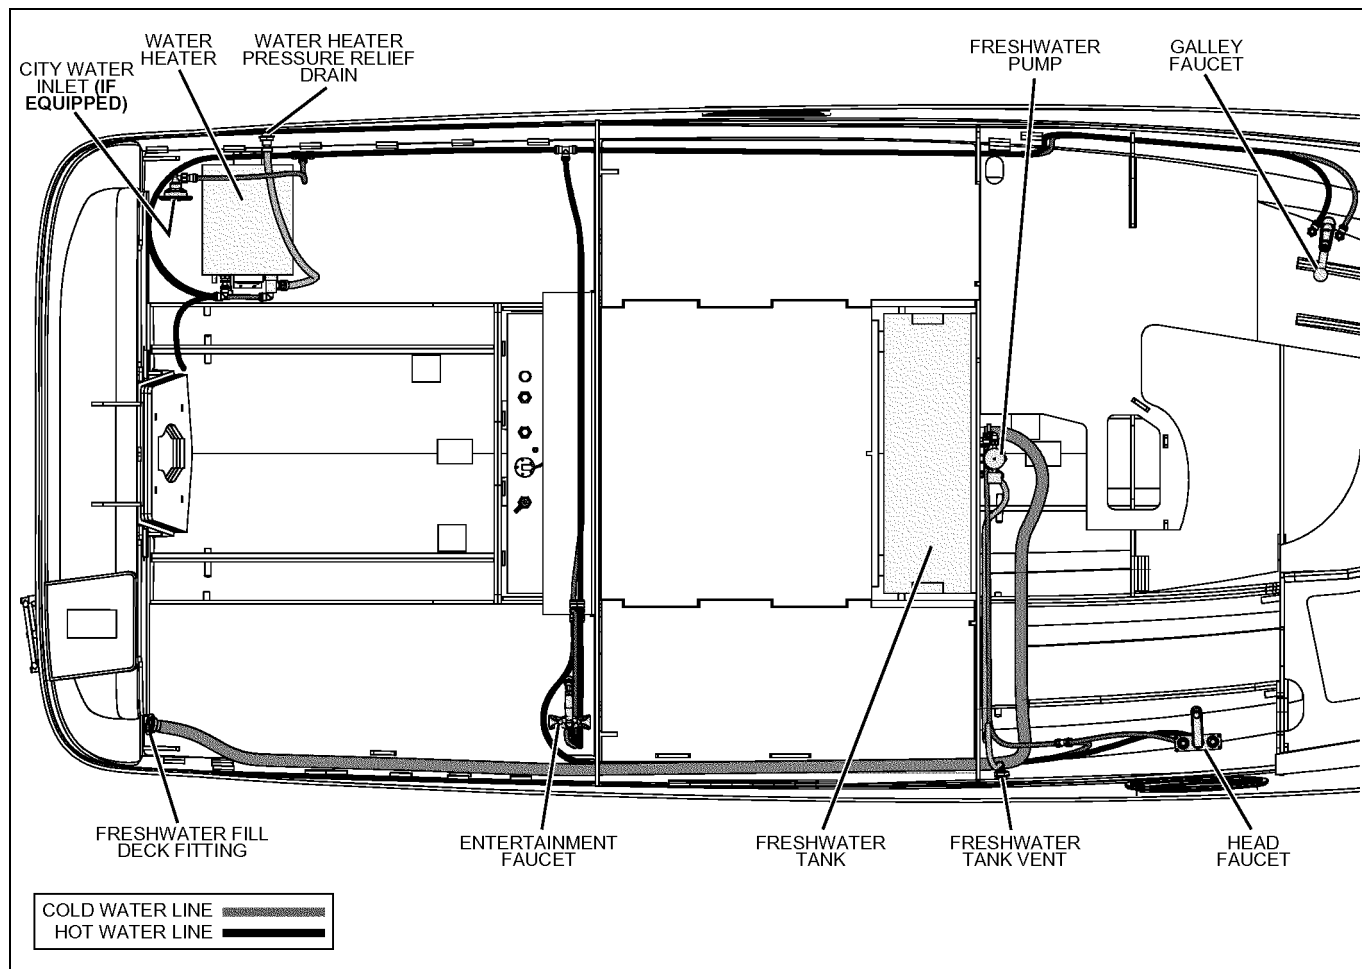 CITY WATER
INLET (IF
EQUIPPED)
WATER
HEATER
WATER HEATER
PRESSURE RELIEF
DRAIN
FRESHWATER
PUMP
GALLEY
FAUCET
FRESHWATER FILL
DECK FITTING
ENTERTAINMENT
FAUCET
FRESHWATER
TANK
FRESHWATER
TANK VENT
HEAD
FAUCET
COLD WATER LINE
HOT WATER LINE